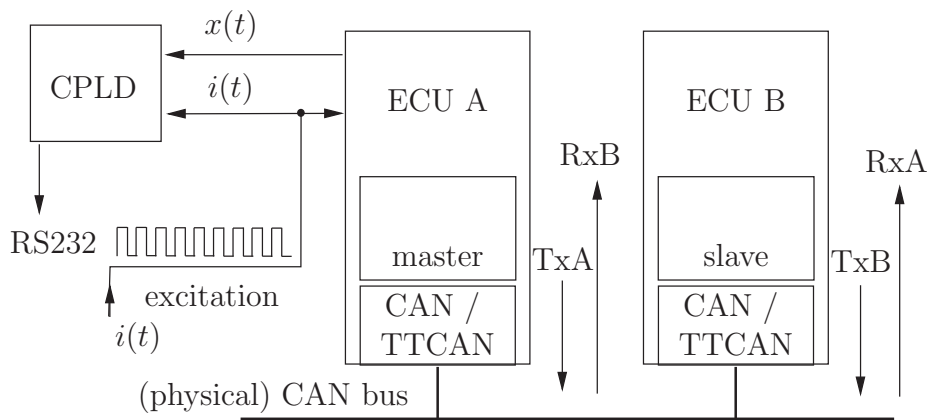 x(t)
CPLD
i(t)
ECU A
ECU B
RxB
RxA
RS232
master
TxA
slave
TxB
excitation
CAN /
TTCAN
CAN /
TTCAN
i(t)
(physical) CAN bus